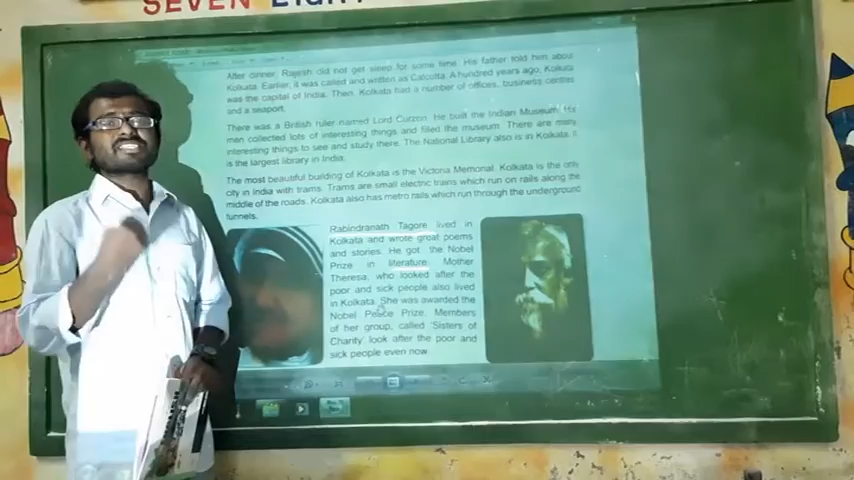 SEVEN EIGHT
After dinner, Rajesh did not get sleep for some time. His father told him about
Kolkata. Earlier, it was called and written as Calcutta. A hundred years ago, Kolkata
was the capital of India. Then, Kolkata had a number of offices, business centres
and a seaport.
There was a British ruler named Lord Curzon. He built the Indian Museum. His
men collected lots of interesting things and filled the museum. There are many
interesting things to study there. The National Library also is in Kolkata. It
is the largest library in India.
The most beautiful building of Kolkata is the Victoria Memorial. Kolkata is the only
city in India with trams. Trams are small electric trains which run on rails along the
middle of the roads. Kolkata also has metro rails which run through underground
tunnels.
Rabindranath Tagore lived in
Kolkata and wrote great poems
and stories. He got the Nobel
Prize in literature. Mother
Theresa, who looked after the
poor and sick people also lived
in Kolkata. She was awarded the
Nobel Peace Prize. Members
of her group, called 'Sisters of
Charity' look after poor and
sick people even now.